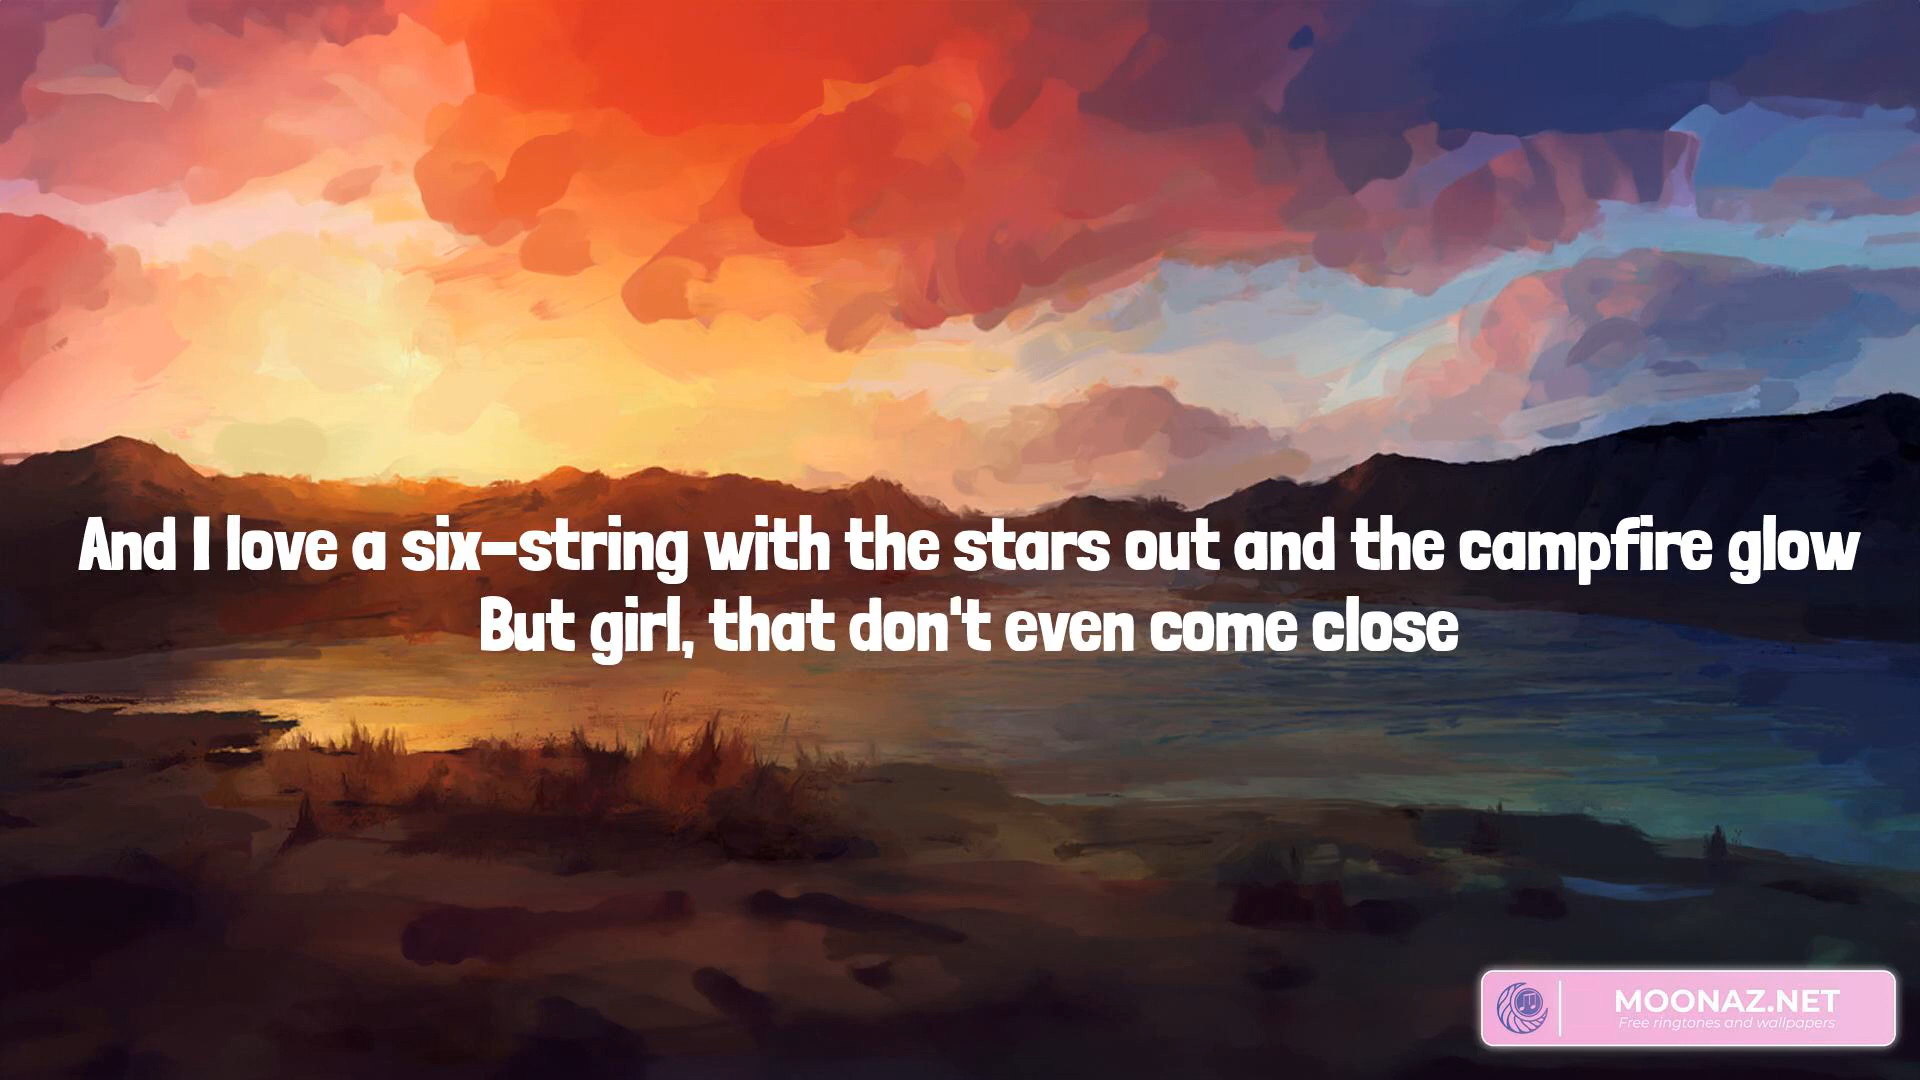 And I love a six-string with the stars out and the campfire glow
But girl, that don't even come close
MOONAZ.NET
Free ringtones and wallpapers